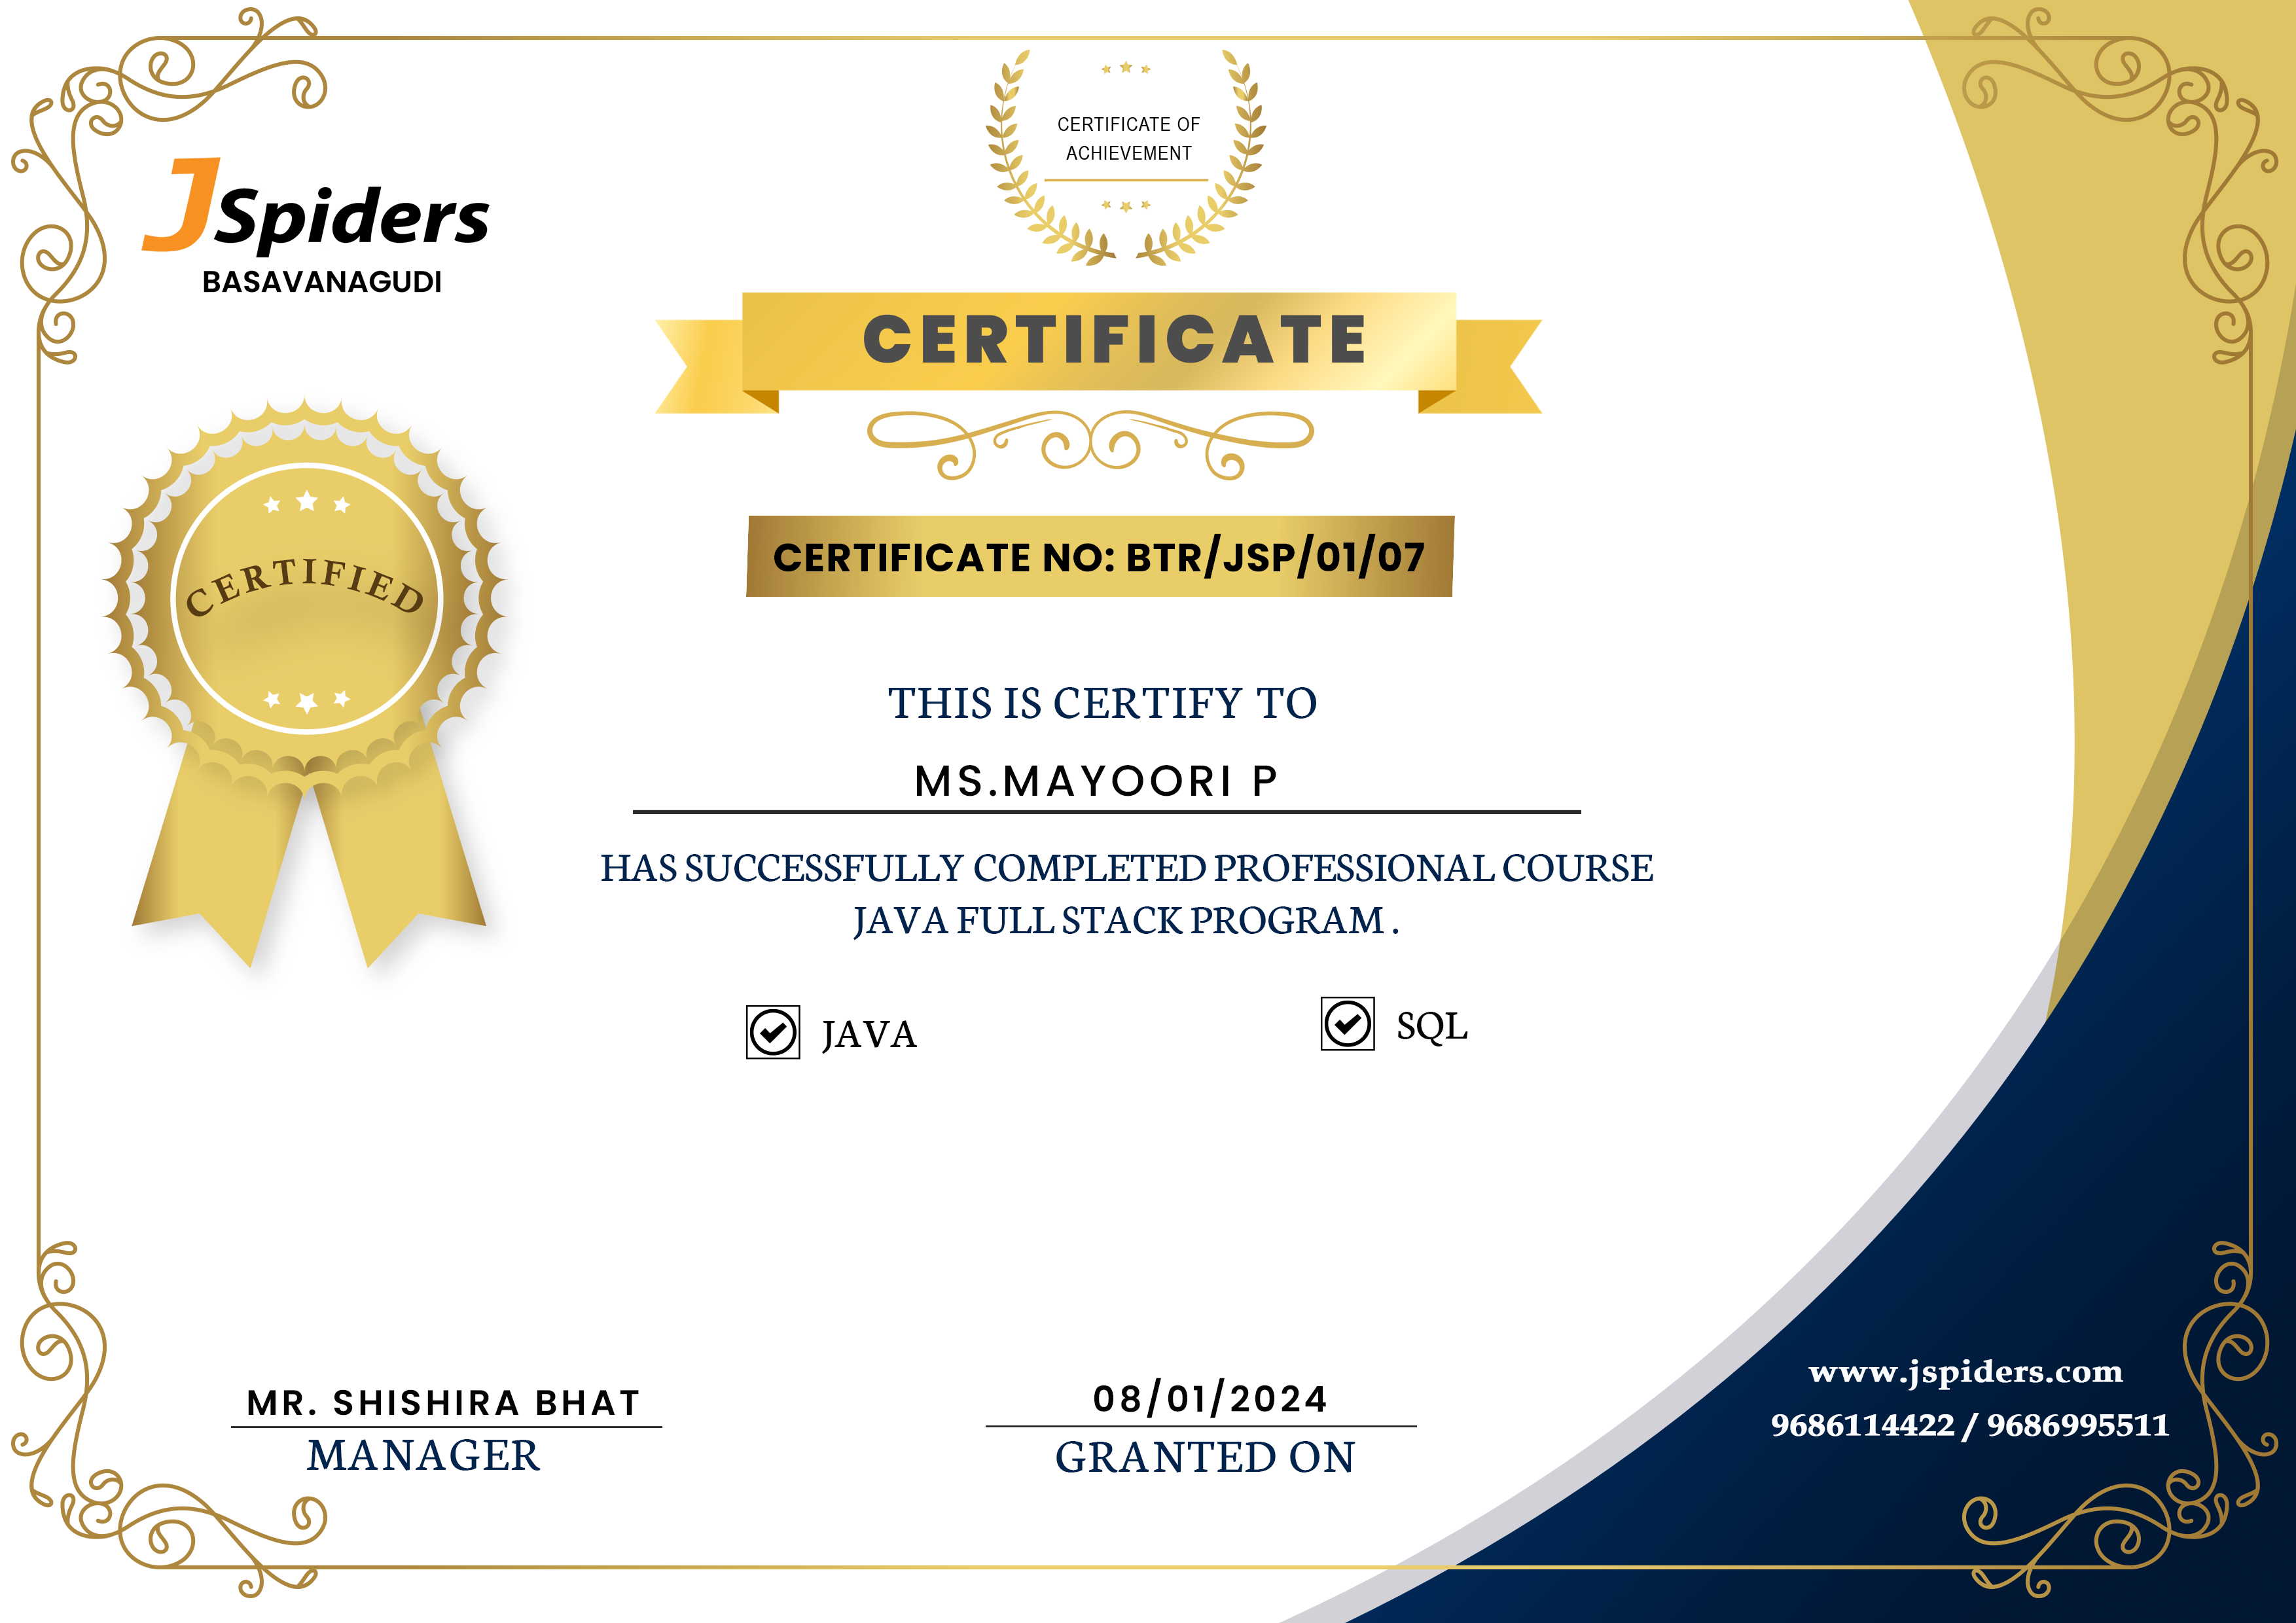 CERTIFICATE OF
ACHIEVEMENT
JSpiders
BASAVANAGUDI
CERTIFICATE
CERTIFIED
CERTIFICATE NO: BTR/JSP/01/07
THIS IS CERTIFY TO
MS.MAYOORI P
HAS SUCCESSFULLY COMPLETED PROFESSIONAL COURSE
JAVA FULL STACK PROGRAM .
JAVA
SQL
MR. SHISHIRA BHAT
MANAGER
08/01/2024
GRANTED ON
www.jspiders.com
9686114422 / 9686995511